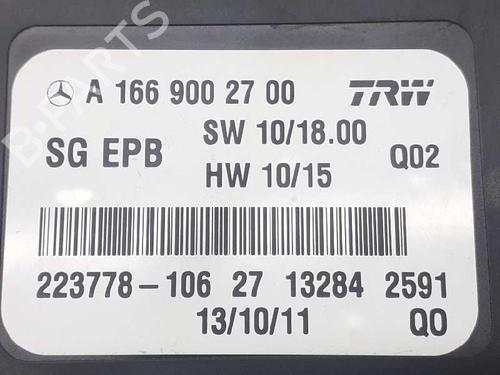 A 166 900 27 00 TRW
SG EPB SW 10/18.00 Q02
HW 10/15
223778-106 27 13284 2591
13/10/11 QO
B-PARTS